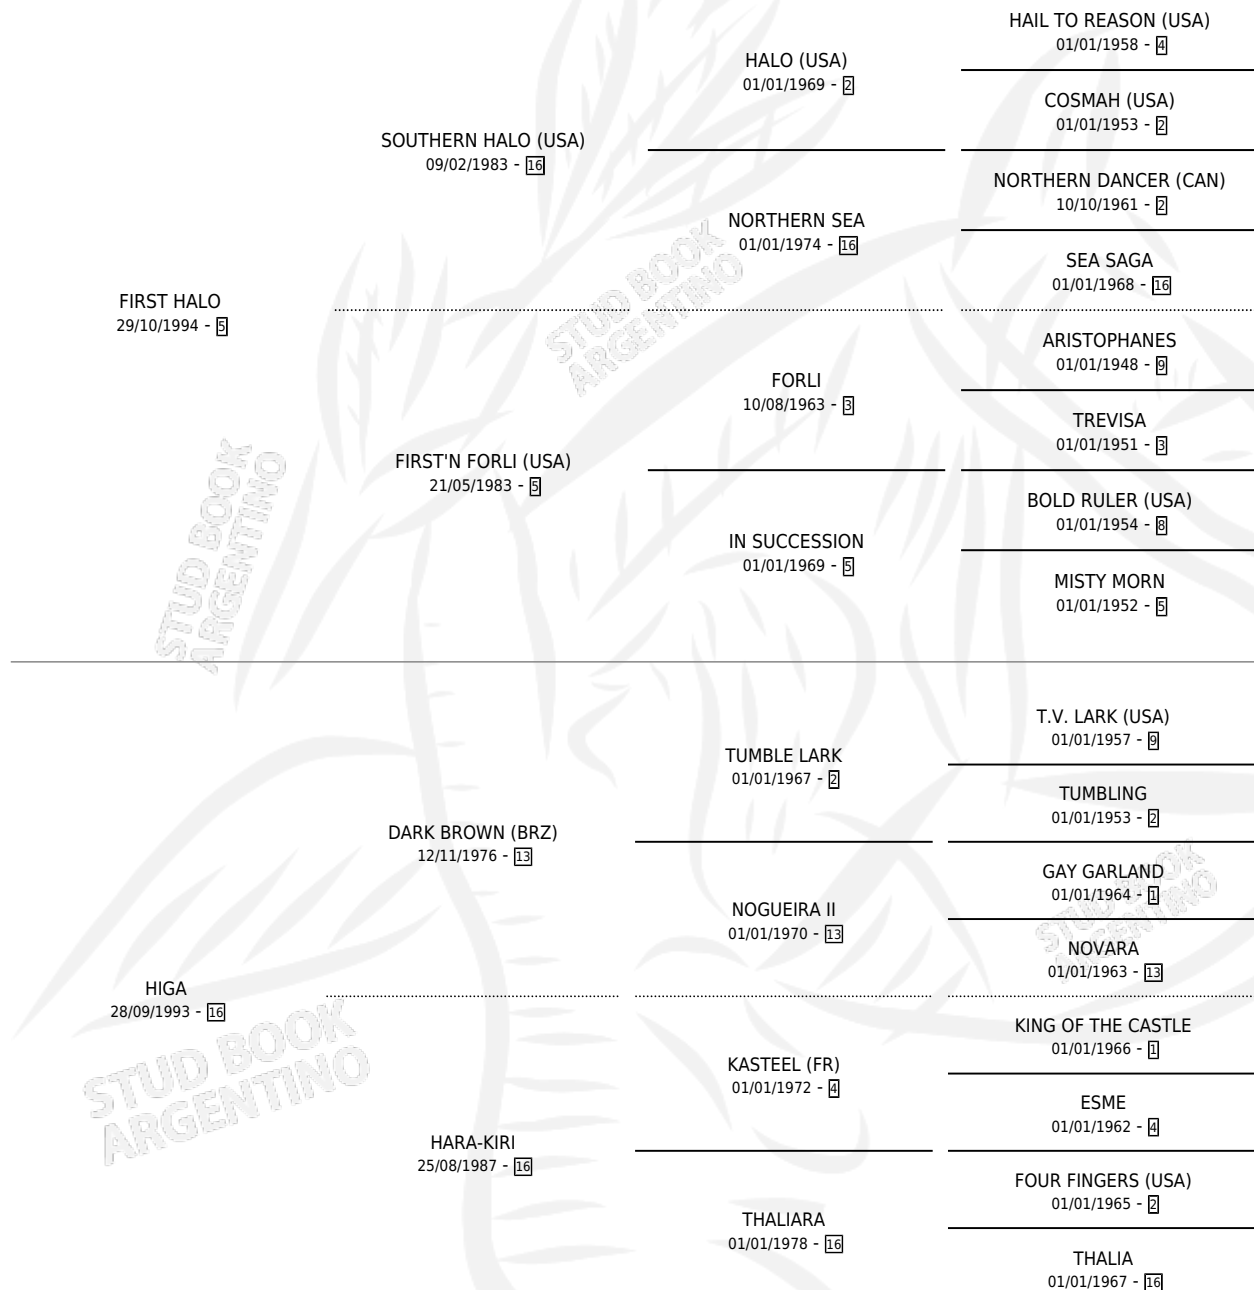 HAIL TO REASON (USA)
01/01/1958 - 4
HALO (USA)
01/01/1969 - 2
COSMAH (USA)
01/01/1953 - 2
SOUTHERN HALO (USA)
09/02/1983 - 16
NORTHERN DANCER (CAN)
10/10/1961 - 2
NORTHERN SEA
01/01/1974 - 16
SEA SAGA
01/01/1968 - 16
FIRST HALO
29/10/1994 - 5
STUD BOOK
ARGENTINO
ARISTOPHANES
01/01/1948 - 9
FORLI
10/08/1963 - 3
TREVISA
01/01/1951 - 3
FIRST'N FORLI (USA)
21/05/1983 - 5
BOLD RULER (USA)
01/01/1954 - 8
IN SUCCESSION
01/01/1969 - 5
MISTY MORN
01/01/1952 - 5
STUD BOOK
ARGENTINO
T.V. LARK (USA)
01/01/1957 - 9
TUMBLE LARK
01/01/1967 - 2
TUMBLING
01/01/1953 - 2
DARK BROWN (BRZ)
12/11/1976 - 13
GAY GARLAND
01/01/1964 - 1
NOGUEIRA II
01/01/1970 - 13
STUD BOOK
ARGENTINO
NOVARA
01/01/1963 - 13
HIGA
28/09/1993 - 16
KING OF THE CASTLE
01/01/1966 - 1
KASTEEL (FR)
01/01/1972 - 4
STUD BOOK
ARGENTINO
ESME
01/01/1962 - 4
HARA-KIRI
25/08/1987 - 16
FOUR FINGERS (USA)
01/01/1965 - 2
THALIARA
01/01/1978 - 16
THALIA
01/01/1967 - 16